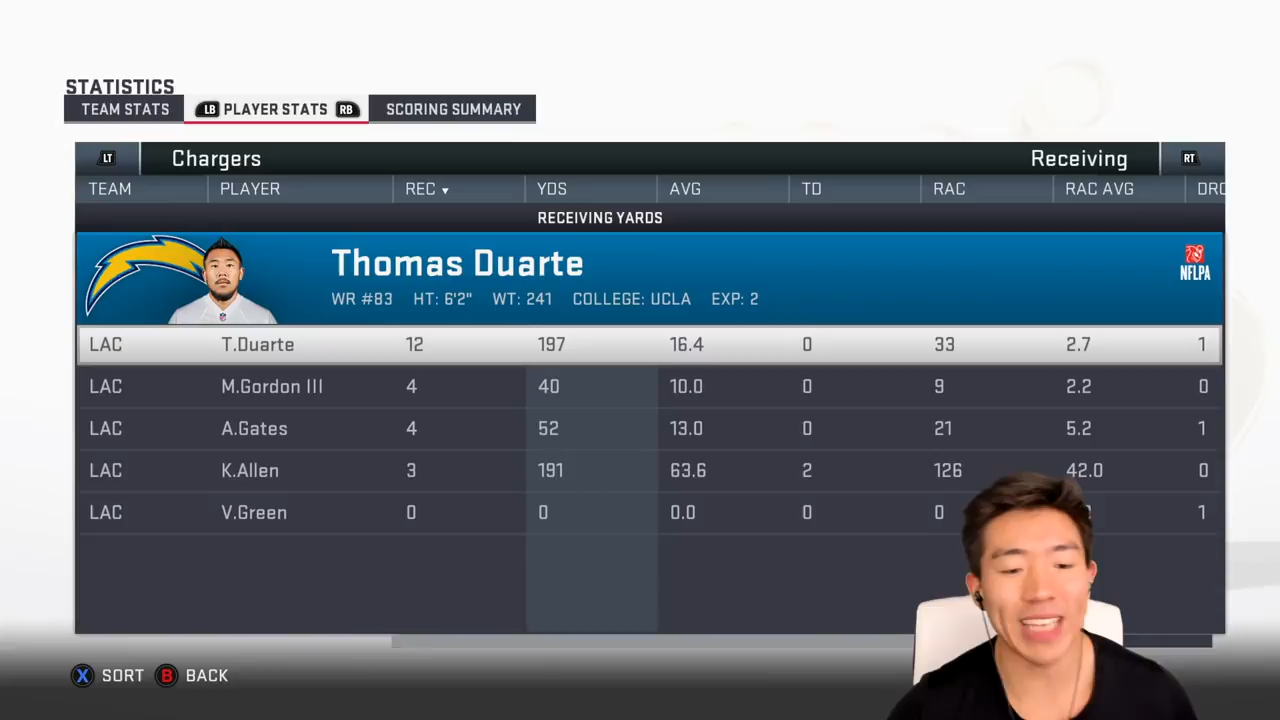 STATISTICS
TEAM STATS LB PLAYER STATS RB SCORING SUMMARY
LT Chargers Receiving RT
TEAM PLAYER REC YDS AVG TD RAC RAC AVG DRO
RECEIVING YARDS
Thomas Duarte
WR #83 HT: 6'2" WT: 241 COLLEGE: UCLA EXP: 2
NFLPA
LAC T.Duarte 12 197 16.4 0 33 2.7 1
LAC M.Gordon III 4 40 10.0 0 9 2.2 0
LAC A.Gates 4 52 13.0 0 21 5.2 1
LAC K.Allen 3 191 63.6 2 126 42.0 0
LAC V.Green 0 0 0.0 0 0 1
X SORT B BACK